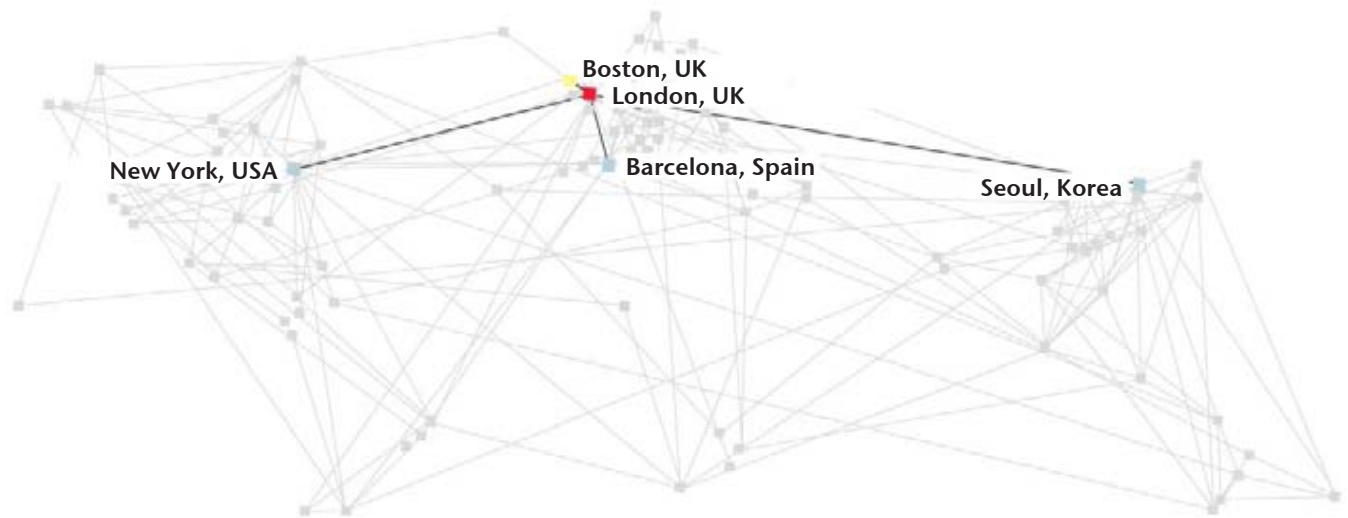 Boston, UK
London, UK
New York, USA
Barcelona, Spain
Seoul, Korea